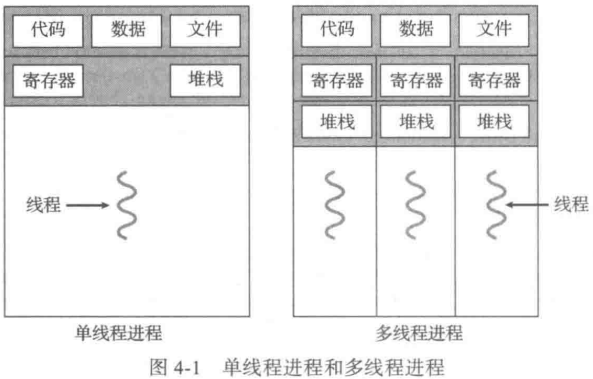 代码 数据 文件 代码 数据 文件
寄存器 堆栈 寄存器 寄存器 寄存器
堆栈 堆栈 堆栈
线程 线程
单线程进程 多线程进程
图 4-1 单线程进程和多线程进程